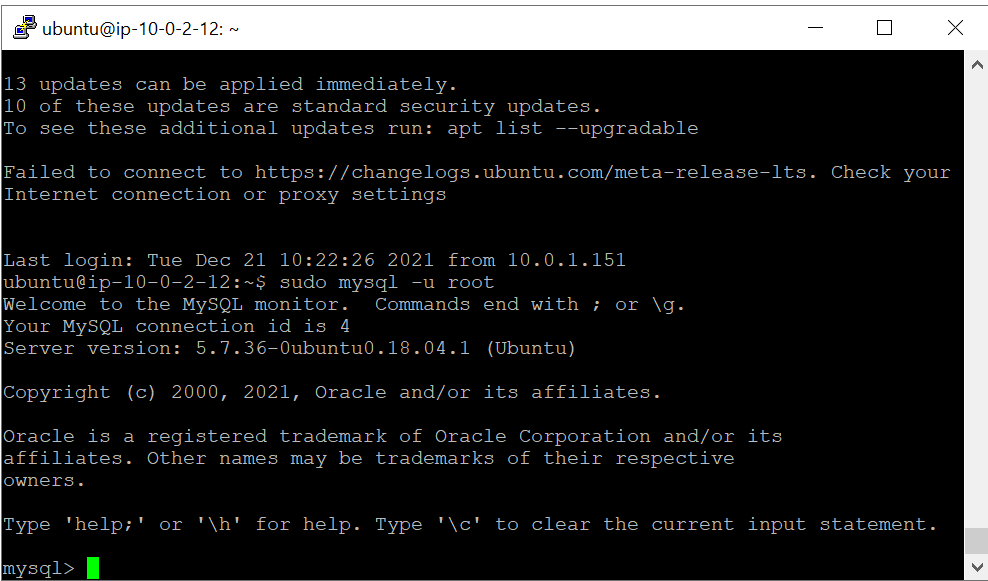 ubuntu@ip-10-0-2-12: ~
13 updates can be applied immediately.
10 of these updates are standard security updates.
To see these additional updates run: apt list --upgradable
Failed to connect to https://changelogs.ubuntu.com/meta-release-lts. Check your
Internet connection or proxy settings
Last login: Tue Dec 21 10:22:26 2021 from 10.0.1.151
ubuntu@ip-10-0-2-12:~$ sudo mysql -u root
Welcome to the MySQL monitor.  Commands end with ; or \g.
Your MySQL connection id is 4
Server version: 5.7.36-0ubuntu0.18.04.1 (Ubuntu)
Copyright (c) 2000, 2021, Oracle and/or its affiliates.
Oracle is a registered trademark of Oracle Corporation and/or its
affiliates. Other names may be trademarks of their respective
owners.
Type 'help;' or '\h' for help. Type '\c' to clear the current input statement.
mysql>